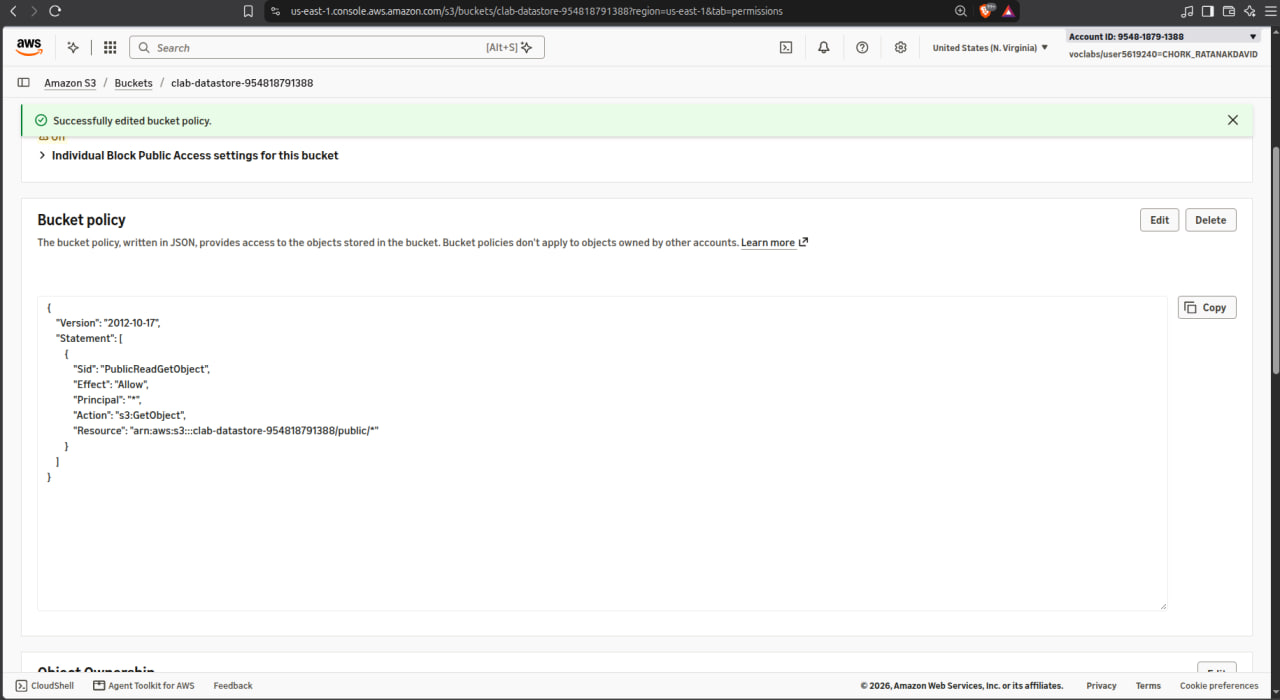 us-east-1.console.aws.amazon.com/s3/buckets/clab-datastore-954818791388?region=us-east-1&tab=permissions
aws
Search [Alt+S]
United States (N. Virginia)
Account ID: 9548-1879-1388
voclabs/user5619240=CHORK_RATANAKDAVID
Amazon S3 / Buckets / clab-datastore-954818791388
Successfully edited bucket policy.
Off
Individual Block Public Access settings for this bucket
Bucket policy
Edit
Delete
The bucket policy, written in JSON, provides access to the objects stored in the bucket. Bucket policies don't apply to objects owned by other accounts. Learn more
Copy
{
"Version": "2012-10-17",
"Statement": [
{
"Sid": "PublicReadGetObject",
"Effect": "Allow",
"Principal": "*",
"Action": "s3:GetObject",
"Resource": "arn:aws:s3:::clab-datastore-954818791388/public/*"
}
]
}
Object Ownership
Edit
CloudShell
Agent Toolkit for AWS
Feedback
© 2026, Amazon Web Services, Inc. or its affiliates.
Privacy
Terms
Cookie preferences